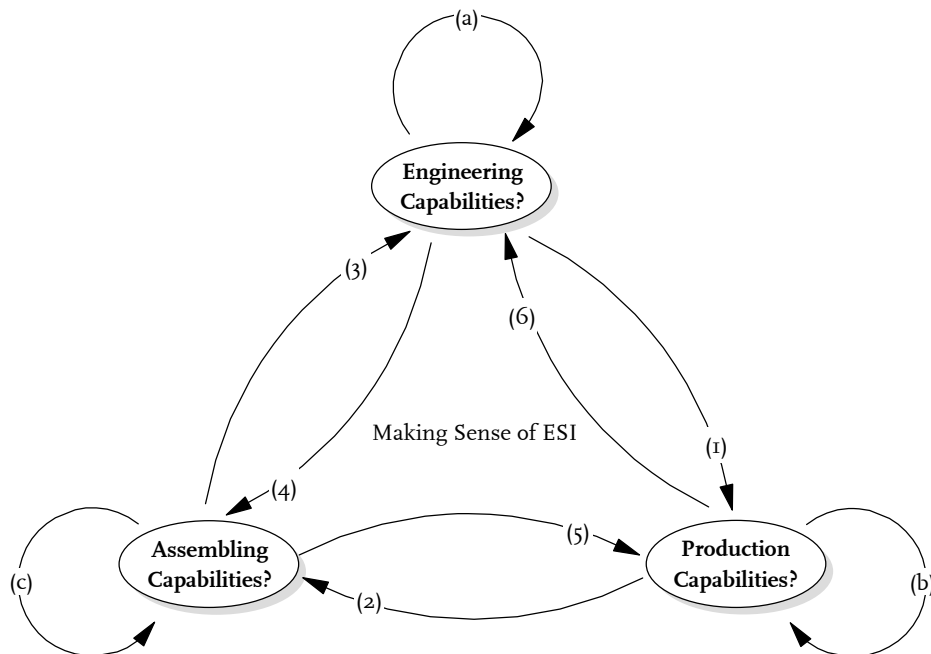 (a)
Engineering
Capabilities?
(3)
(6)
Making Sense of ESI
(1)
(4)
(5)
Assembling
Capabilities?
Production
Capabilities?
(c)
(b)
(2)